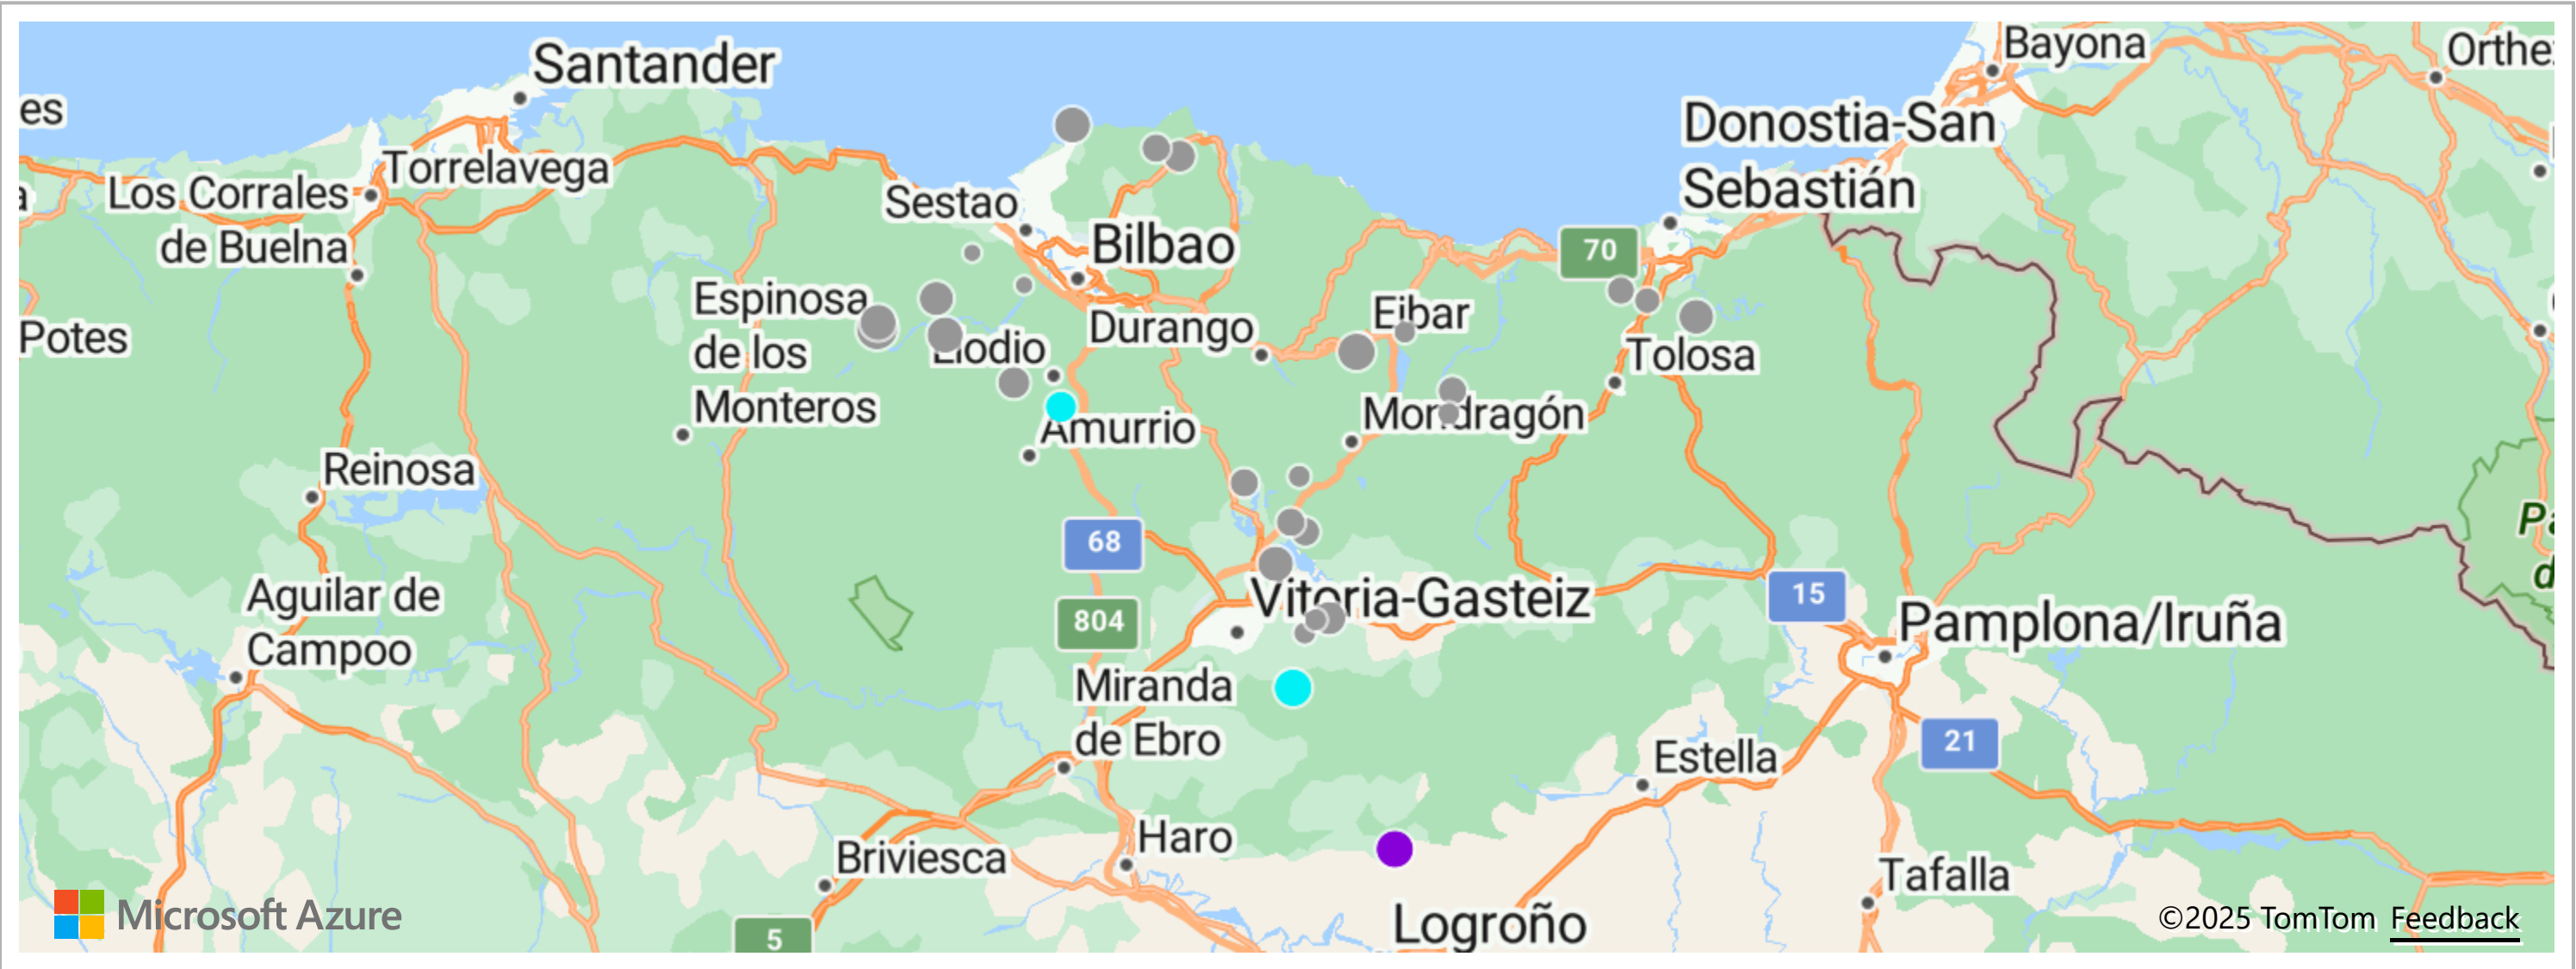 Bayona
Orthe
Santander
es
Donostia-San
Sebastián
Torrelavega
Los Corrales
de Buelna
Sestao
Bilbao
70
Espinosa
de los
Monteros
Potes
Durango
Eibar
Llodio
Tolosa
Mondragón
Amurrio
Reinosa
68
Vitoria-Gasteiz
15
804
Pamplona/Iruña
Aguilar de
Campoo
Miranda
de Ebro
21
Estella
Haro
Briviesca
Tafalla
Logroño
5
Microsoft Azure
©2025 TomTom Feedback